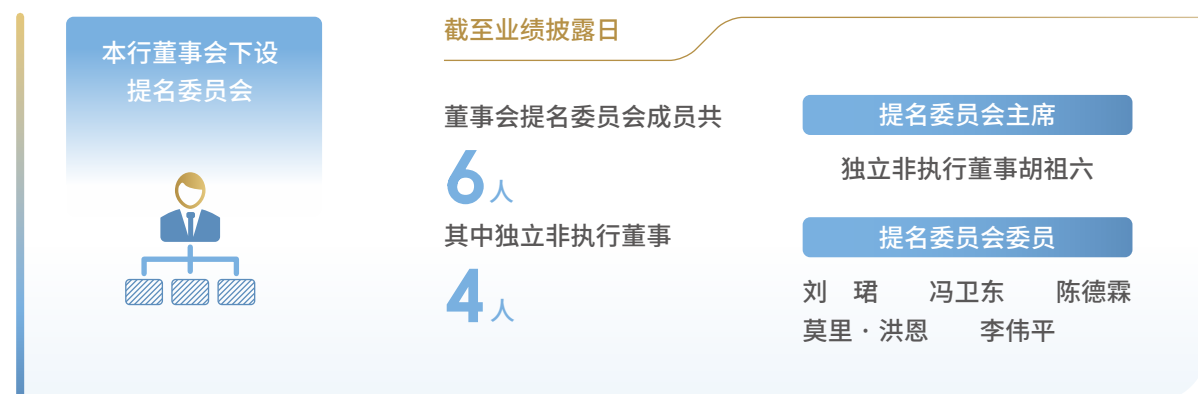 本行董事会下设
提名委员会
截至业绩披露日
董事会提名委员会成员共
6人
其中独立非执行董事
4人
提名委员会主席
独立非执行董事胡祖六
提名委员会委员
刘　珺　　冯卫东　　陈德霖
莫里·洪恩　　李伟平